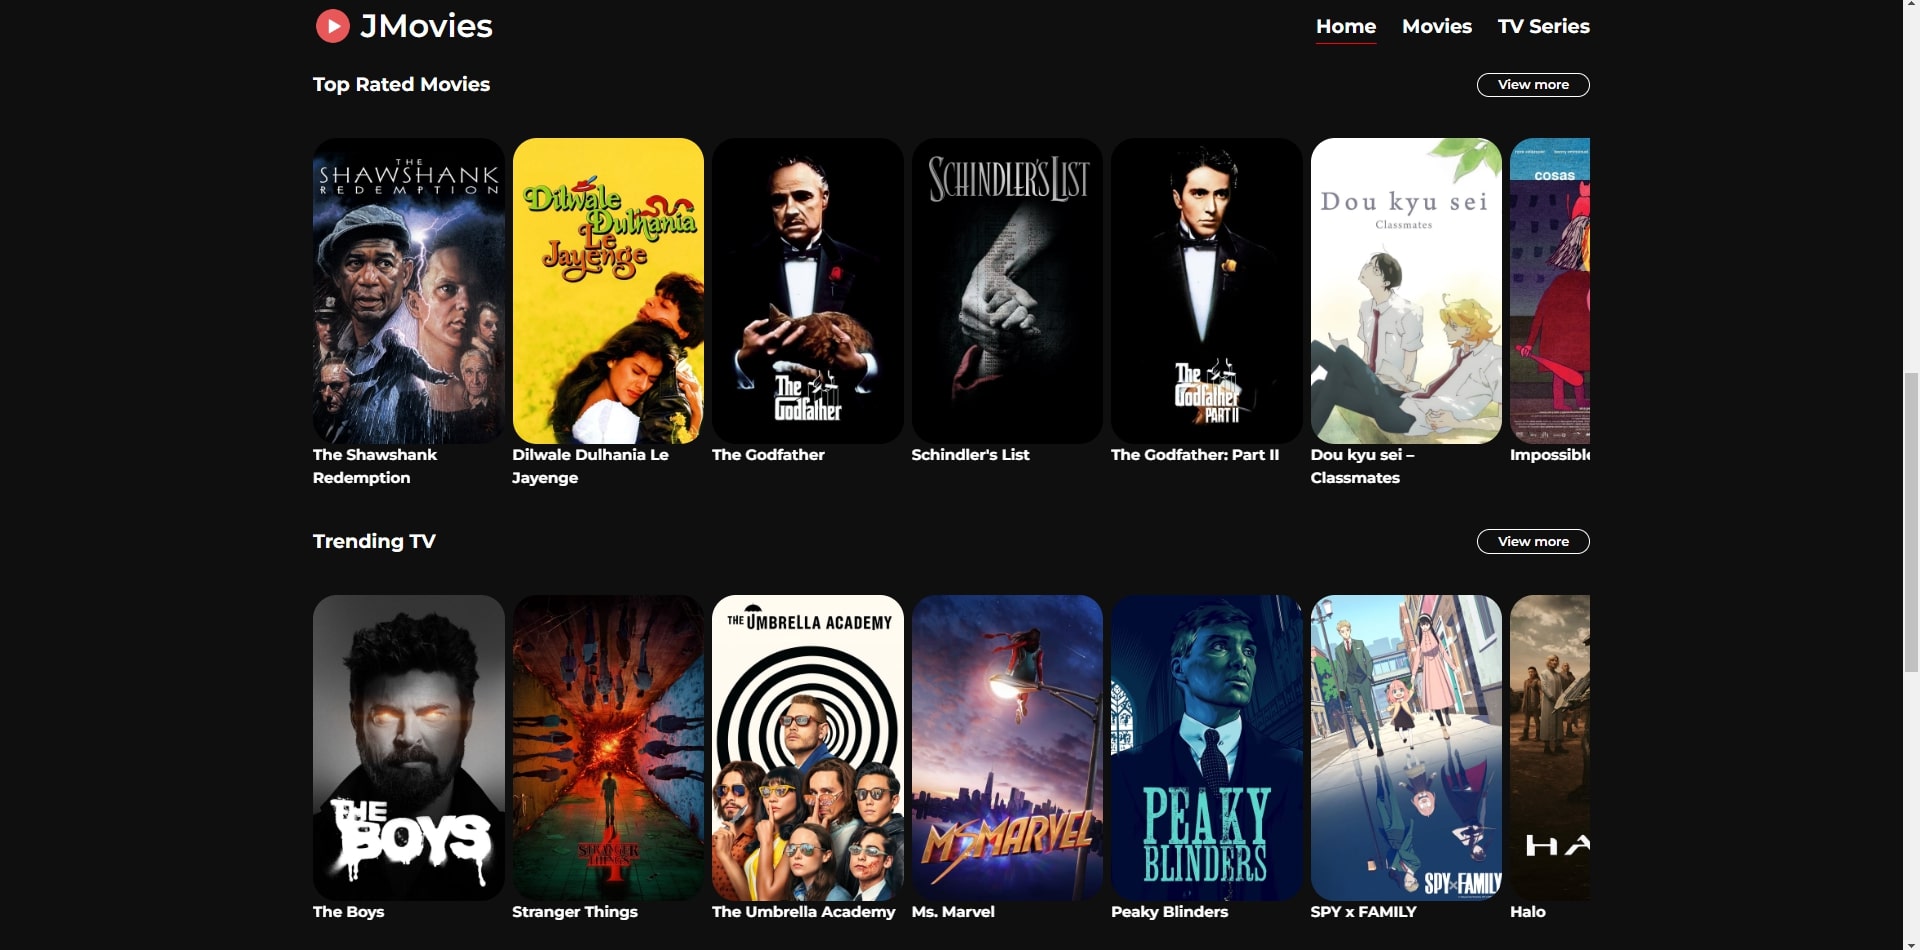 JMovies
Home Movies TV Series
Top Rated Movies
View more
THE
SHAWSHANK
REDEMPTION
Dilwale
Dulhania
Le
Jayenge
The
Godfather
SCHINDLER'S LIST
The
Godfather
PART II
Dou kyu sei
Classmates
cosas
The Shawshank
Redemption
Dilwale Dulhania Le
Jayenge
The Godfather
Schindler's List
The Godfather: Part II
Dou kyu sei –
Classmates
Impossible
Trending TV
View more
THE
BOYS
STRANGER
THINGS
4
THE UMBRELLA ACADEMY
MS. MARVEL
PEAKY
BLINDERS
SPY×FAMILY
HA
The Boys
Stranger Things
The Umbrella Academy
Ms. Marvel
Peaky Blinders
SPY x FAMILY
Halo